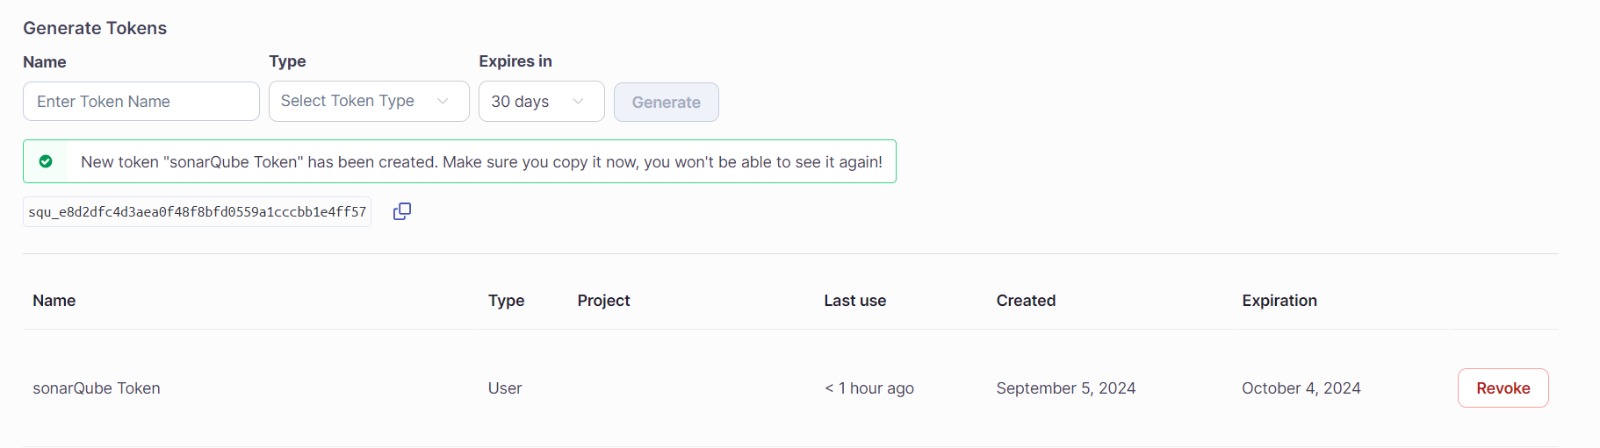 Generate Tokens
Name Type Expires in
Enter Token Name Select Token Type 30 days Generate
New token "sonarQube Token" has been created. Make sure you copy it now, you won't be able to see it again!
squ_e8d2dfc4d3aea0f48f8bfd0559a1cccbb1e4ff57
Name Type Project Last use Created Expiration
sonarQube Token User < 1 hour ago September 5, 2024 October 4, 2024 Revoke